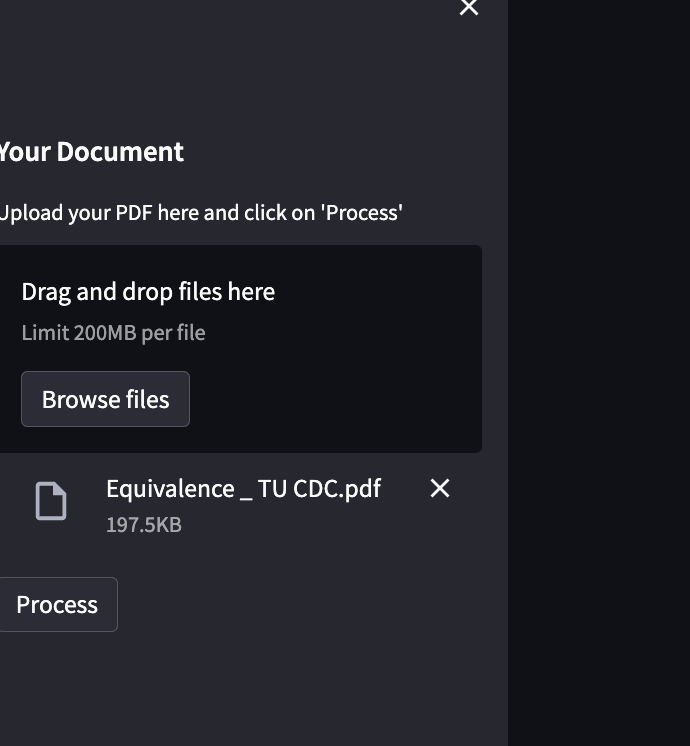 Your Document
Upload your PDF here and click on 'Process'
Drag and drop files here
Limit 200MB per file
Browse files
Equivalence _ TU CDC.pdf
197.5KB
Process